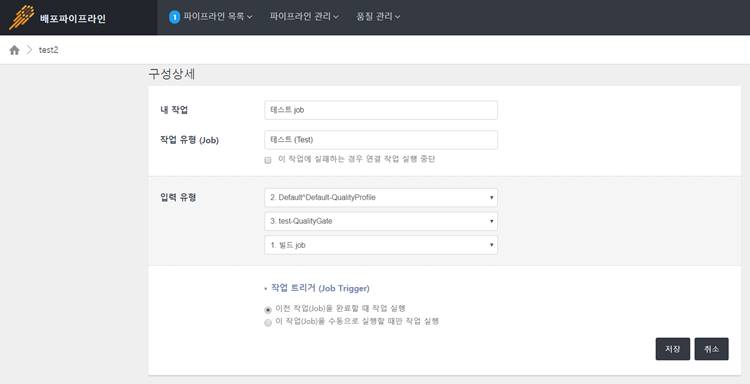 배포파이프라인
1 파이프라인 목록 파이프라인 관리 품질 관리
test2
구성상세
내 작업 테스트 job
작업 유형 (Job) 테스트 (Test)
이 작업에 실패하는 경우 연결 작업 실행 중단
입력 유형 2. Default^Default-QualityProfile
3. test-QualityGate
1. 빌드 job
작업 트리거 (Job Trigger)
이전 작업(Job)을 완료할 때 작업 실행
이 작업(Job)을 수동으로 실행할 때만 작업 실행
저장 취소